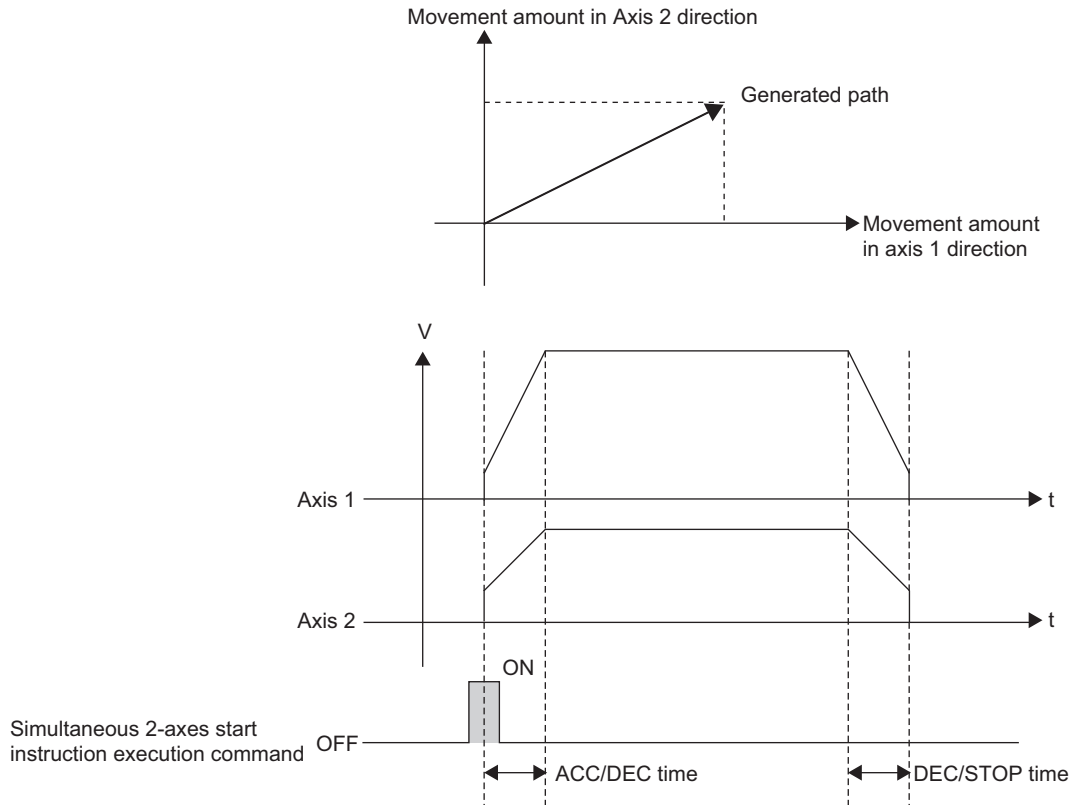 Movement amount in Axis 2 direction
Generated path
Movement amount
in axis 1 direction
V
Axis 1
t
Axis 2
t
ON
Simultaneous 2-axes start
instruction execution command
OFF
ACC/DEC time
DEC/STOP time